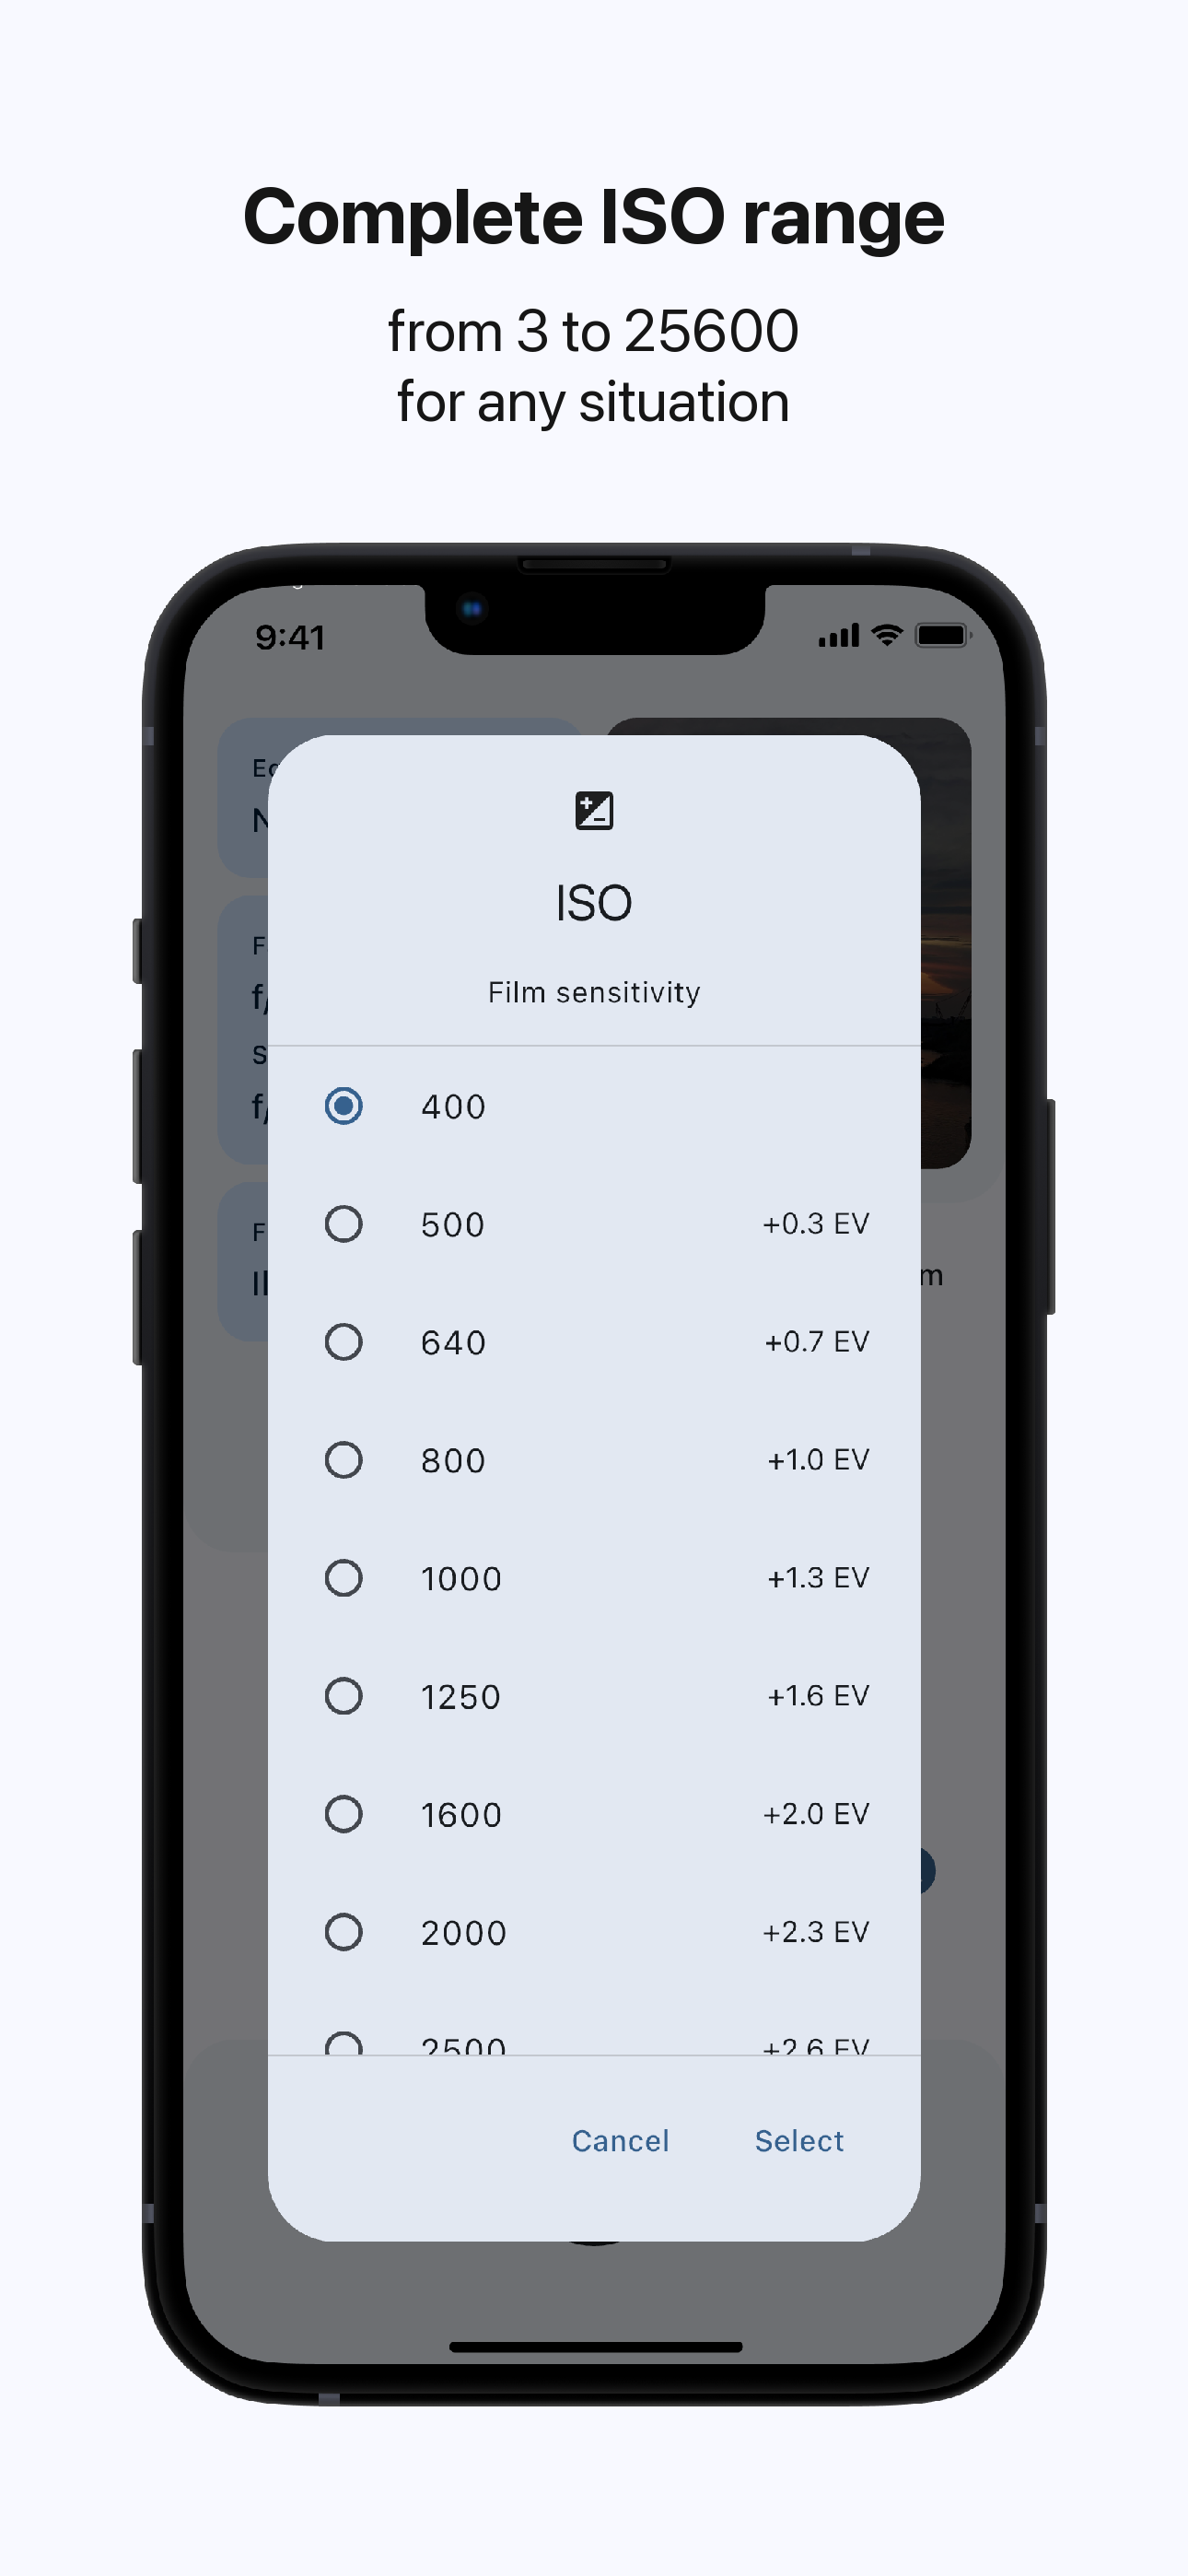 Complete ISO range
from 3 to 25600
for any situation
9:41
N
F
f/
S
f/
F
Il
m
ISO
Film sensitivity
400
500 +0.3 EV
640 +0.7 EV
800 +1.0 EV
1000 +1.3 EV
1250 +1.6 EV
1600 +2.0 EV
2000 +2.3 EV
2500 +2.6 EV
Cancel Select